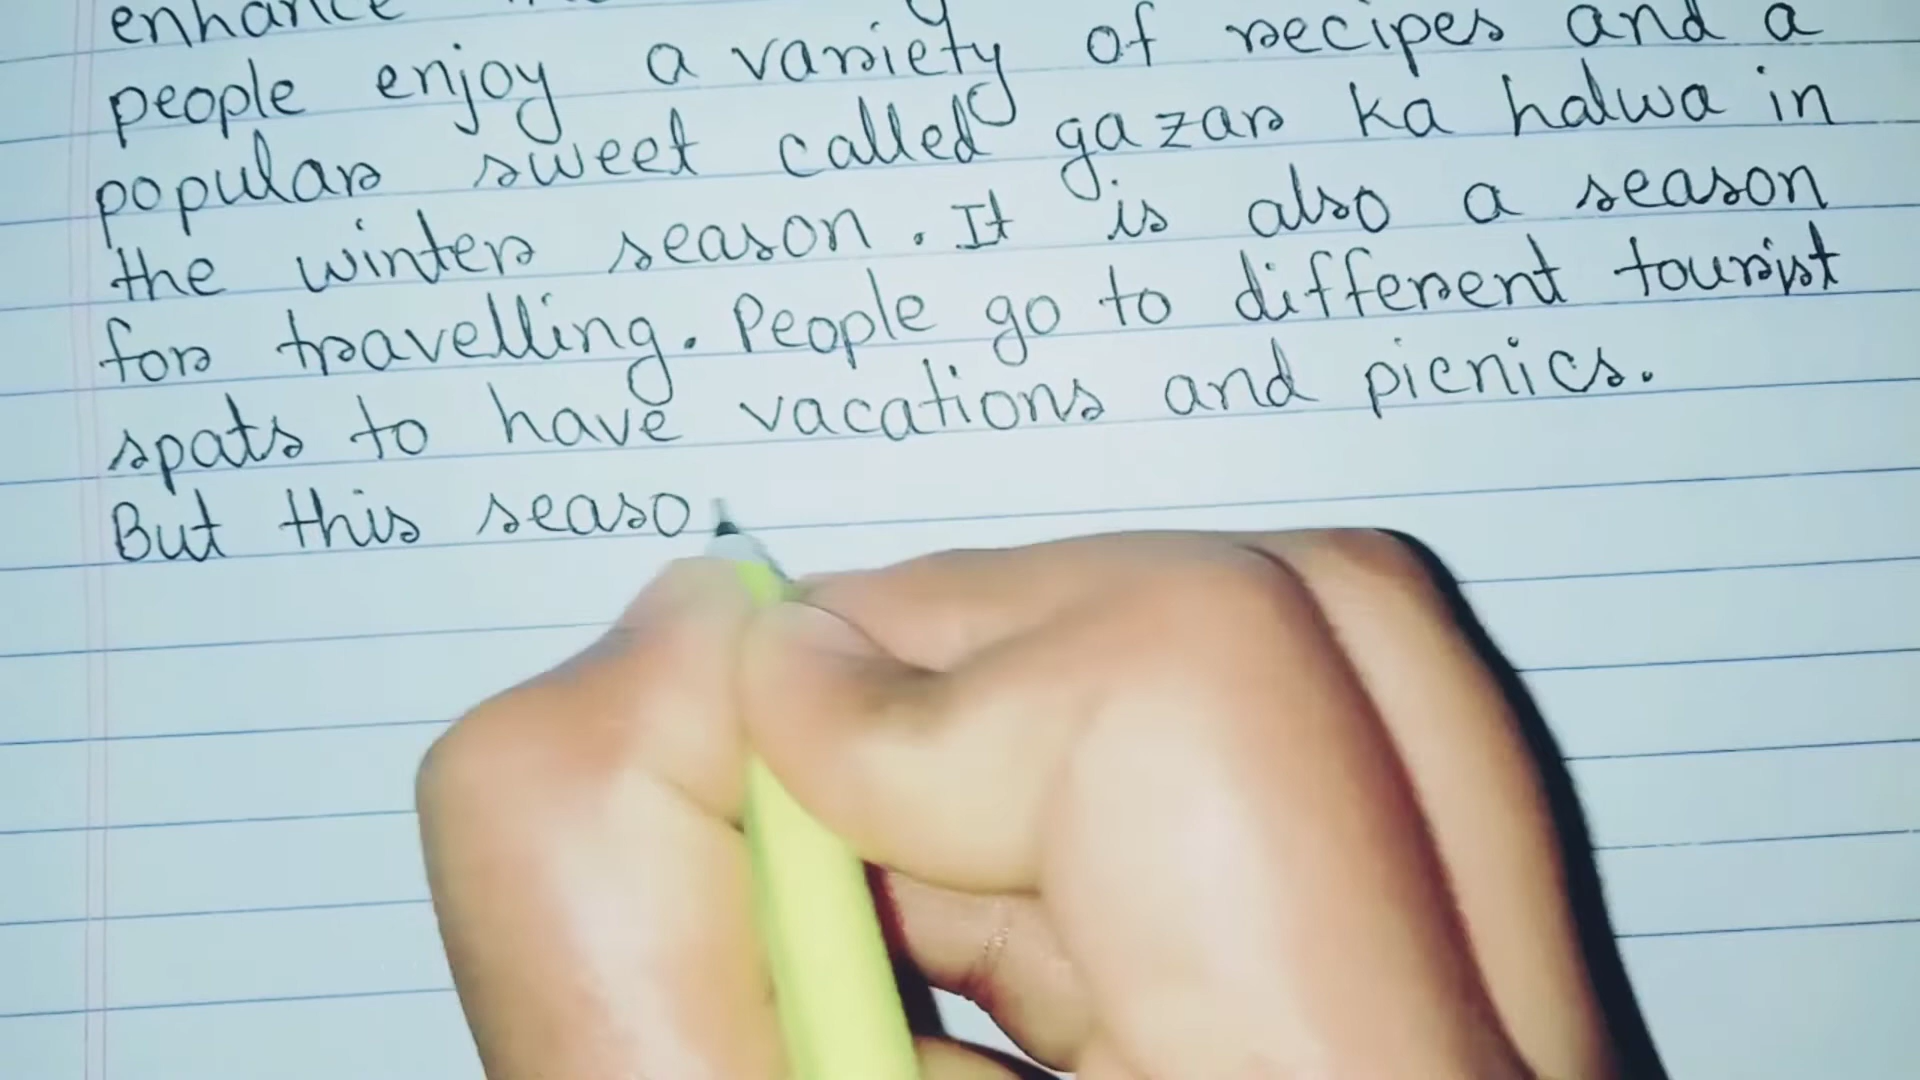 enhance
people enjoy a variety of recipes and a
popular sweet called gazar ka halwa in
the winter season. It is also a season
for travelling. People go to different tourist
spats to have vacations and picnics.
But this seaso